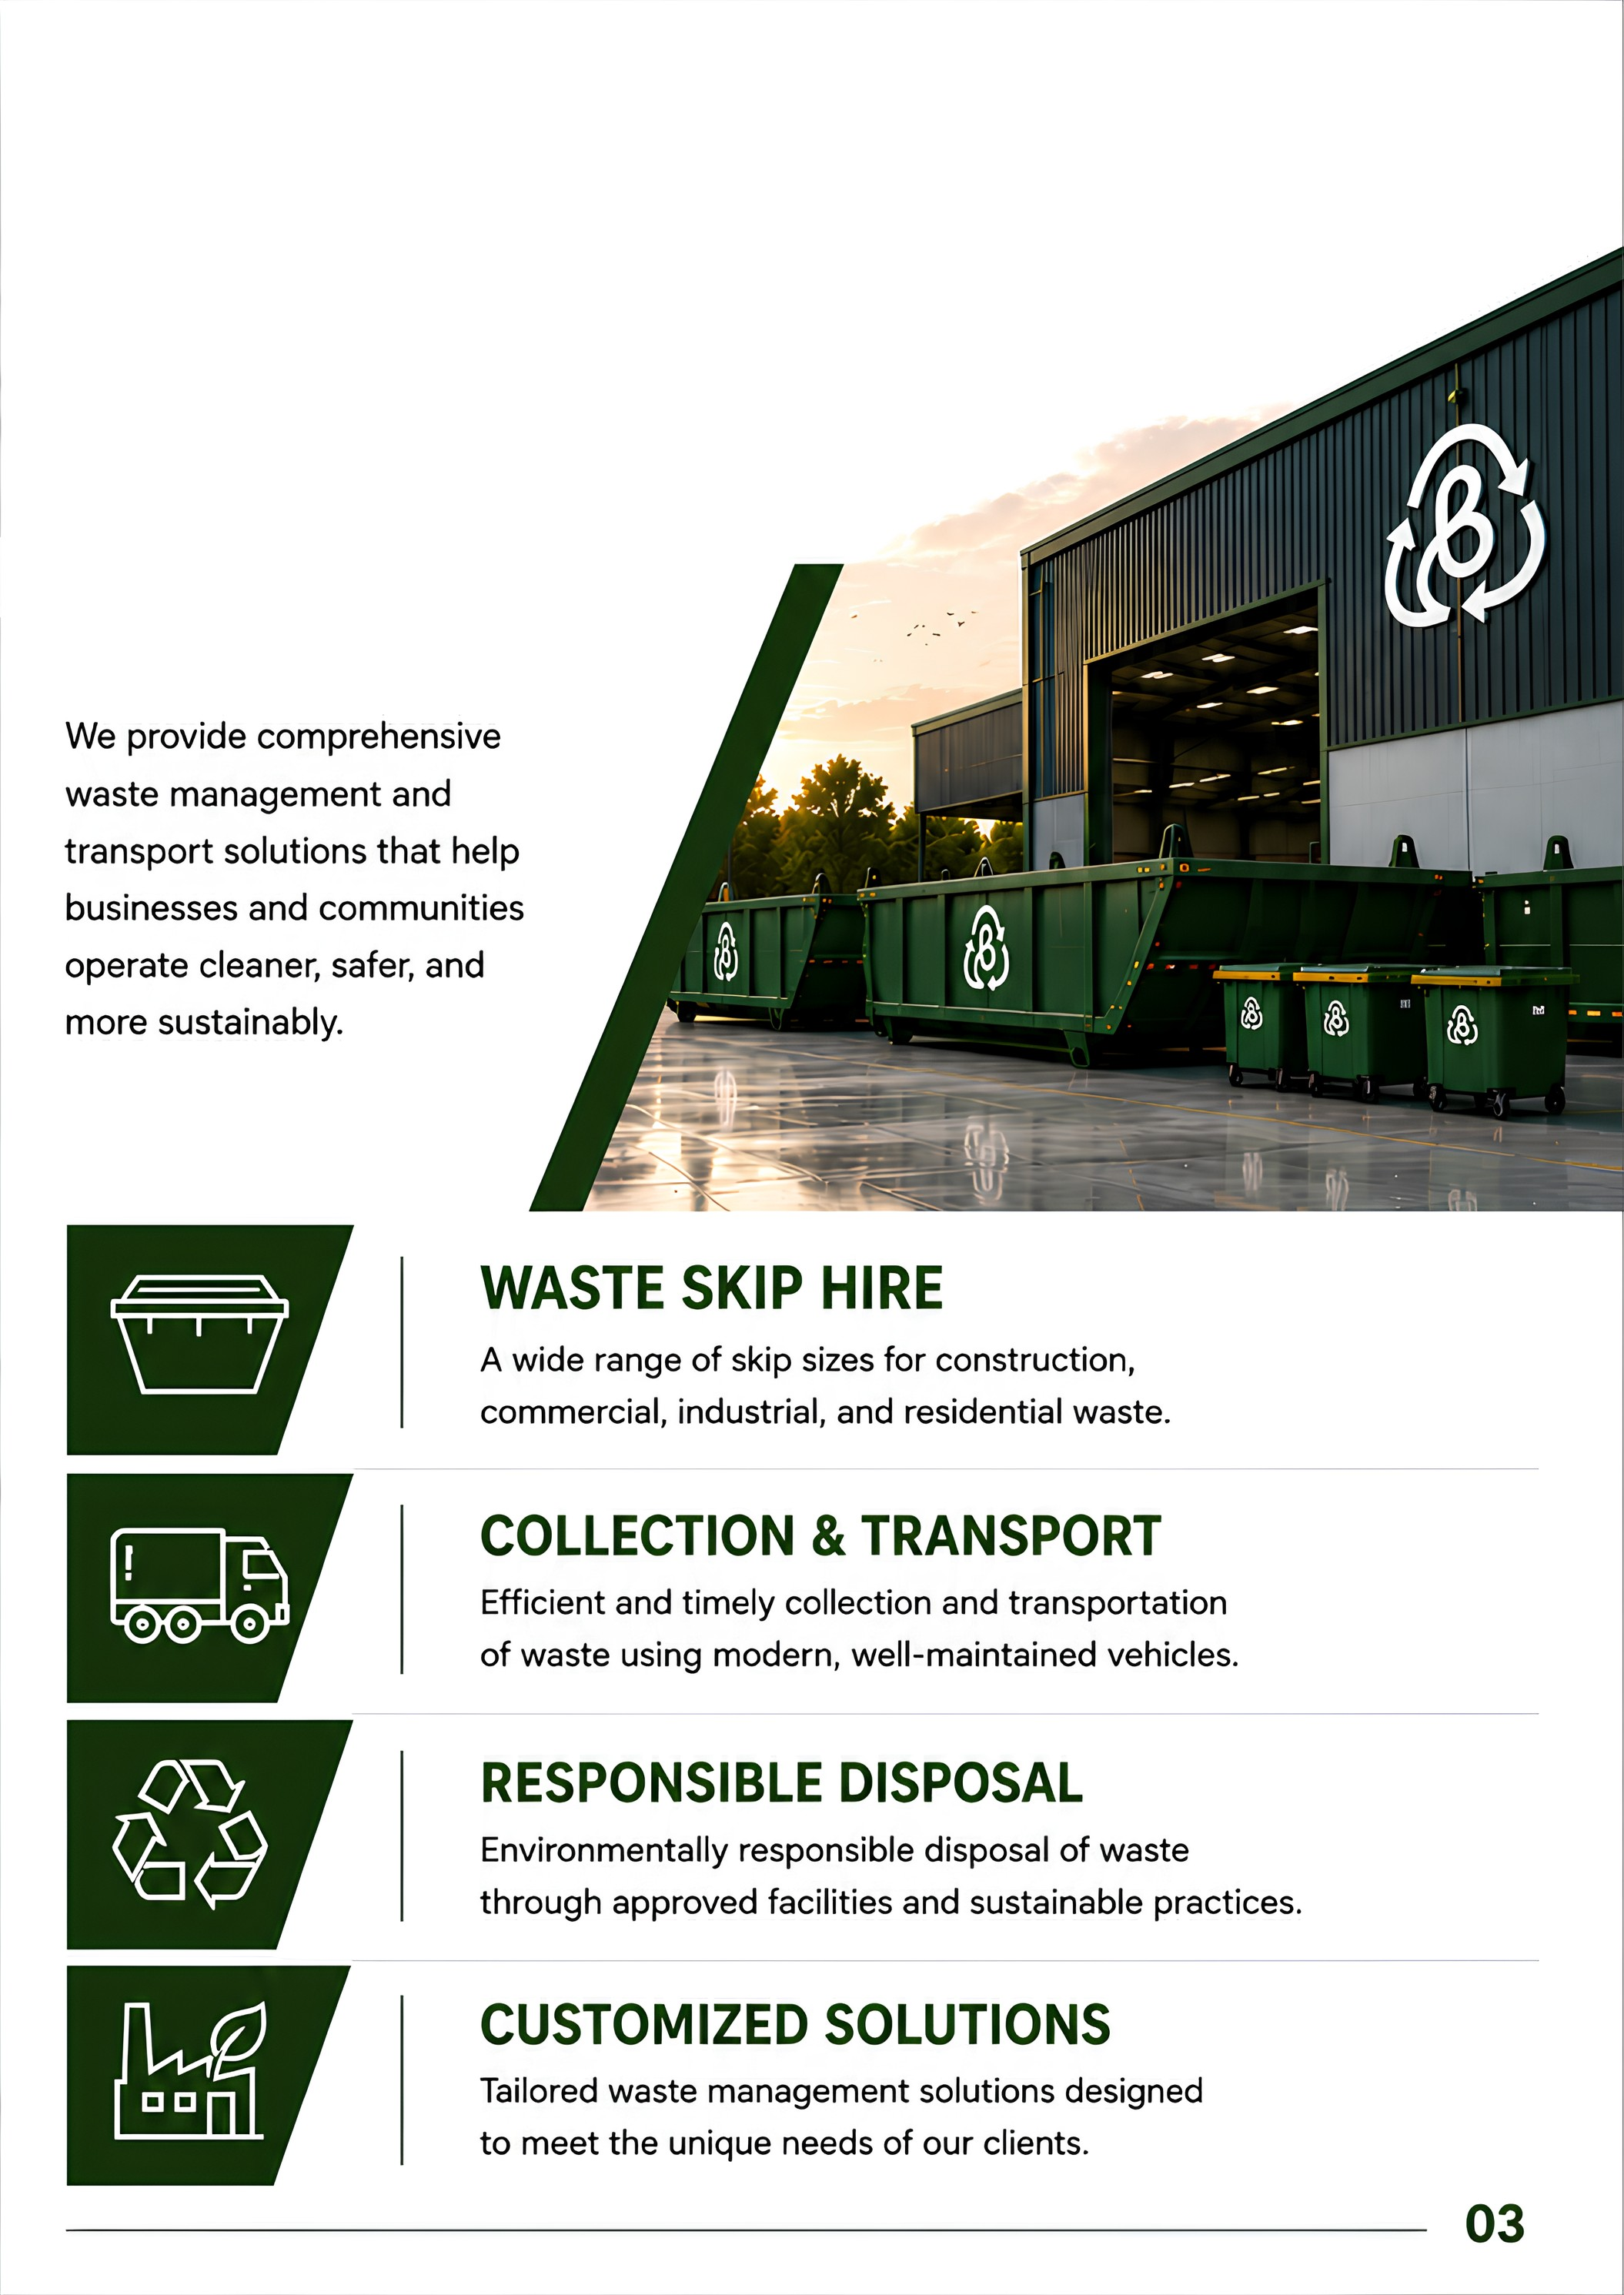 We provide comprehensive
waste management and
transport solutions that help
businesses and communities
operate cleaner, safer, and
more sustainably.
WASTE SKIP HIRE
A wide range of skip sizes for construction,
commercial, industrial, and residential waste.
COLLECTION & TRANSPORT
Efficient and timely collection and transportation
of waste using modern, well-maintained vehicles.
RESPONSIBLE DISPOSAL
Environmentally responsible disposal of waste
through approved facilities and sustainable practices.
CUSTOMIZED SOLUTIONS
Tailored waste management solutions designed
to meet the unique needs of our clients.
03